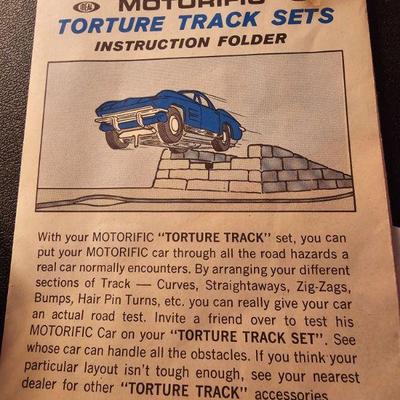 IDEAL
MOTORIFIC
TORTURE TRACK SETS
INSTRUCTION FOLDER
With your MOTORIFIC "TORTURE TRACK" set, you can
put your MOTORIFIC car through all the road hazards a
real car normally encounters. By arranging your different
sections of Track — Curves, Straightaways, Zig-Zags,
Bumps, Hair Pin Turns, etc. you can really give your car
an actual road test. Invite a friend over to test his
MOTORIFIC Car on your "TORTURE TRACK SET". See
whose car can handle all the obstacles. If you think your
particular layout isn't tough enough, see your nearest
dealer for other "TORTURE TRACK" accessories